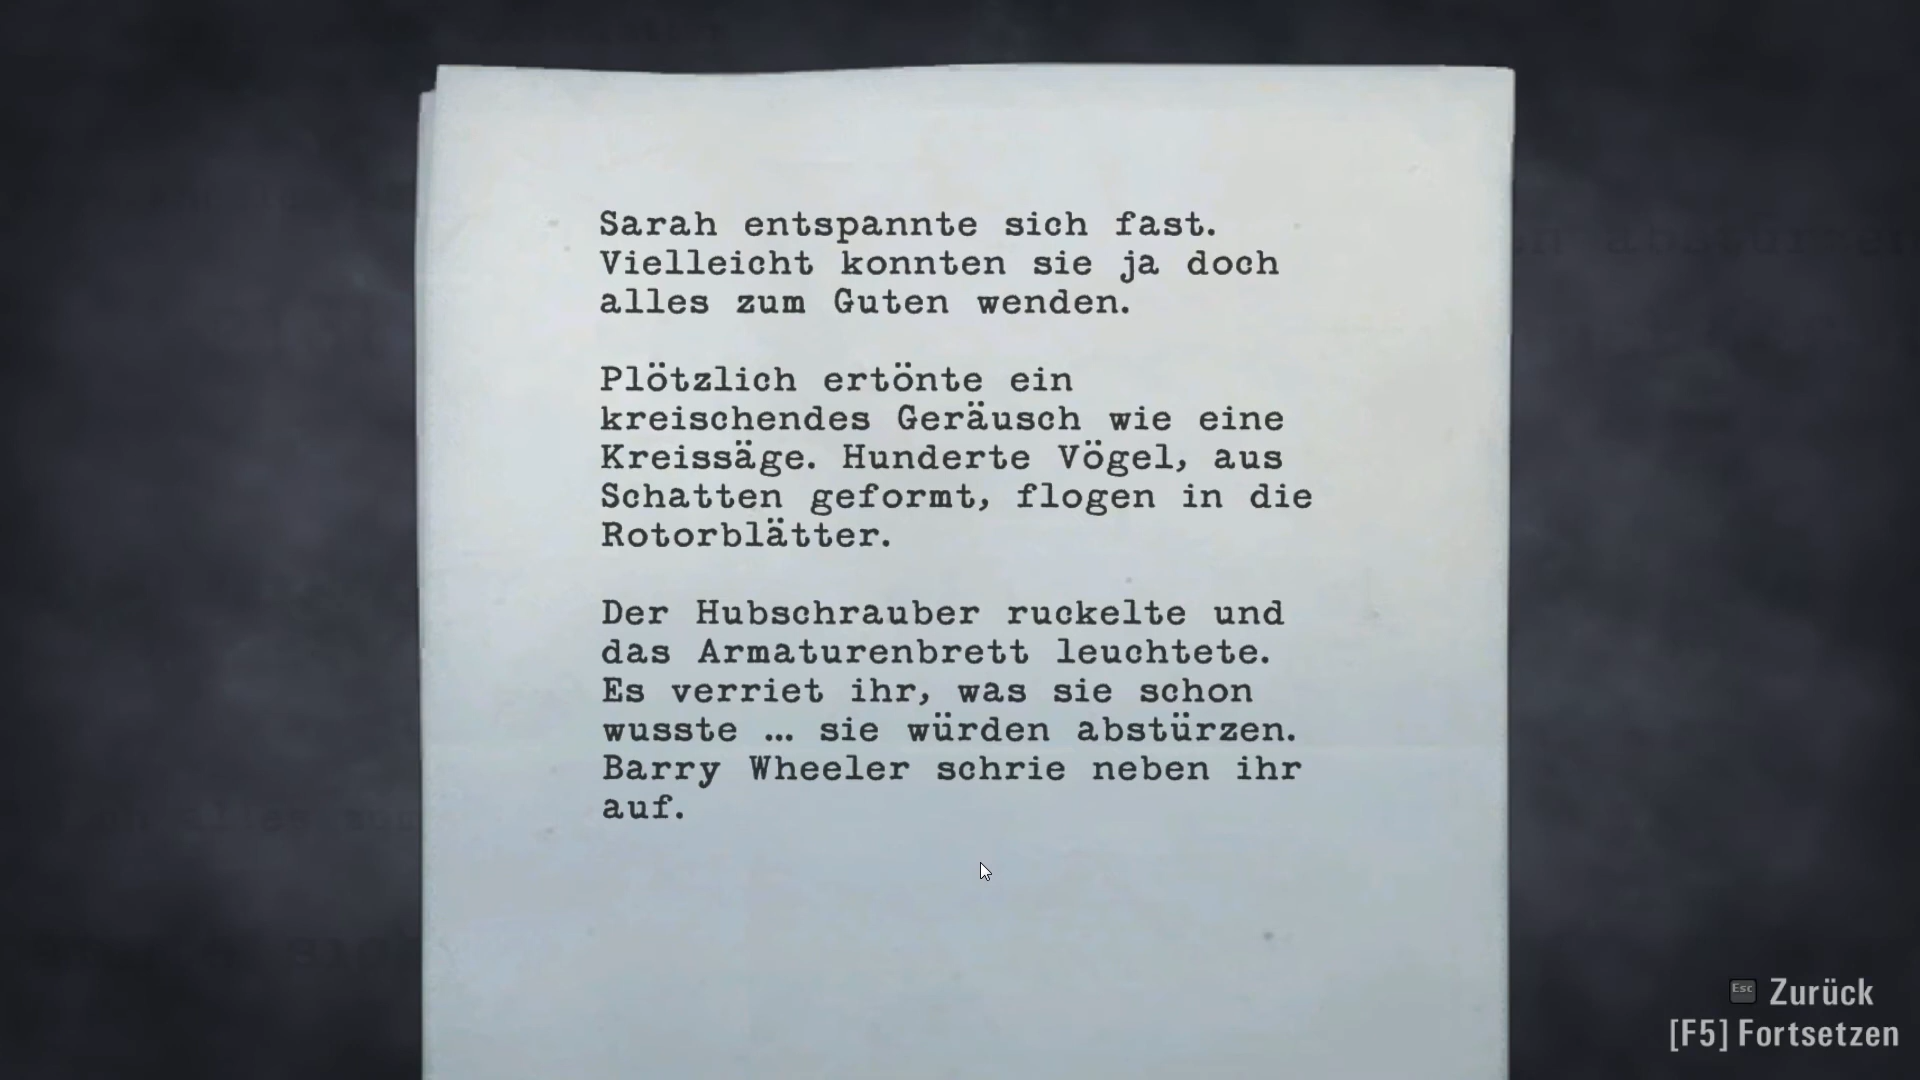 Sarah entspannte sich fast.
Vielleicht konnten sie ja doch
alles zum Guten wenden.
Plötzlich ertönte ein
kreischendes Geräusch wie eine
Kreissäge. Hunderte Vögel, aus
Schatten geformt, flogen in die
Rotorblätter.
Der Hubschrauber ruckelte und
das Armaturenbrett leuchtete.
Es verriet ihr, was sie schon
wusste … sie würden abstürzen.
Barry Wheeler schrie neben ihr
auf.
Esc Zurück
[F5] Fortsetzen